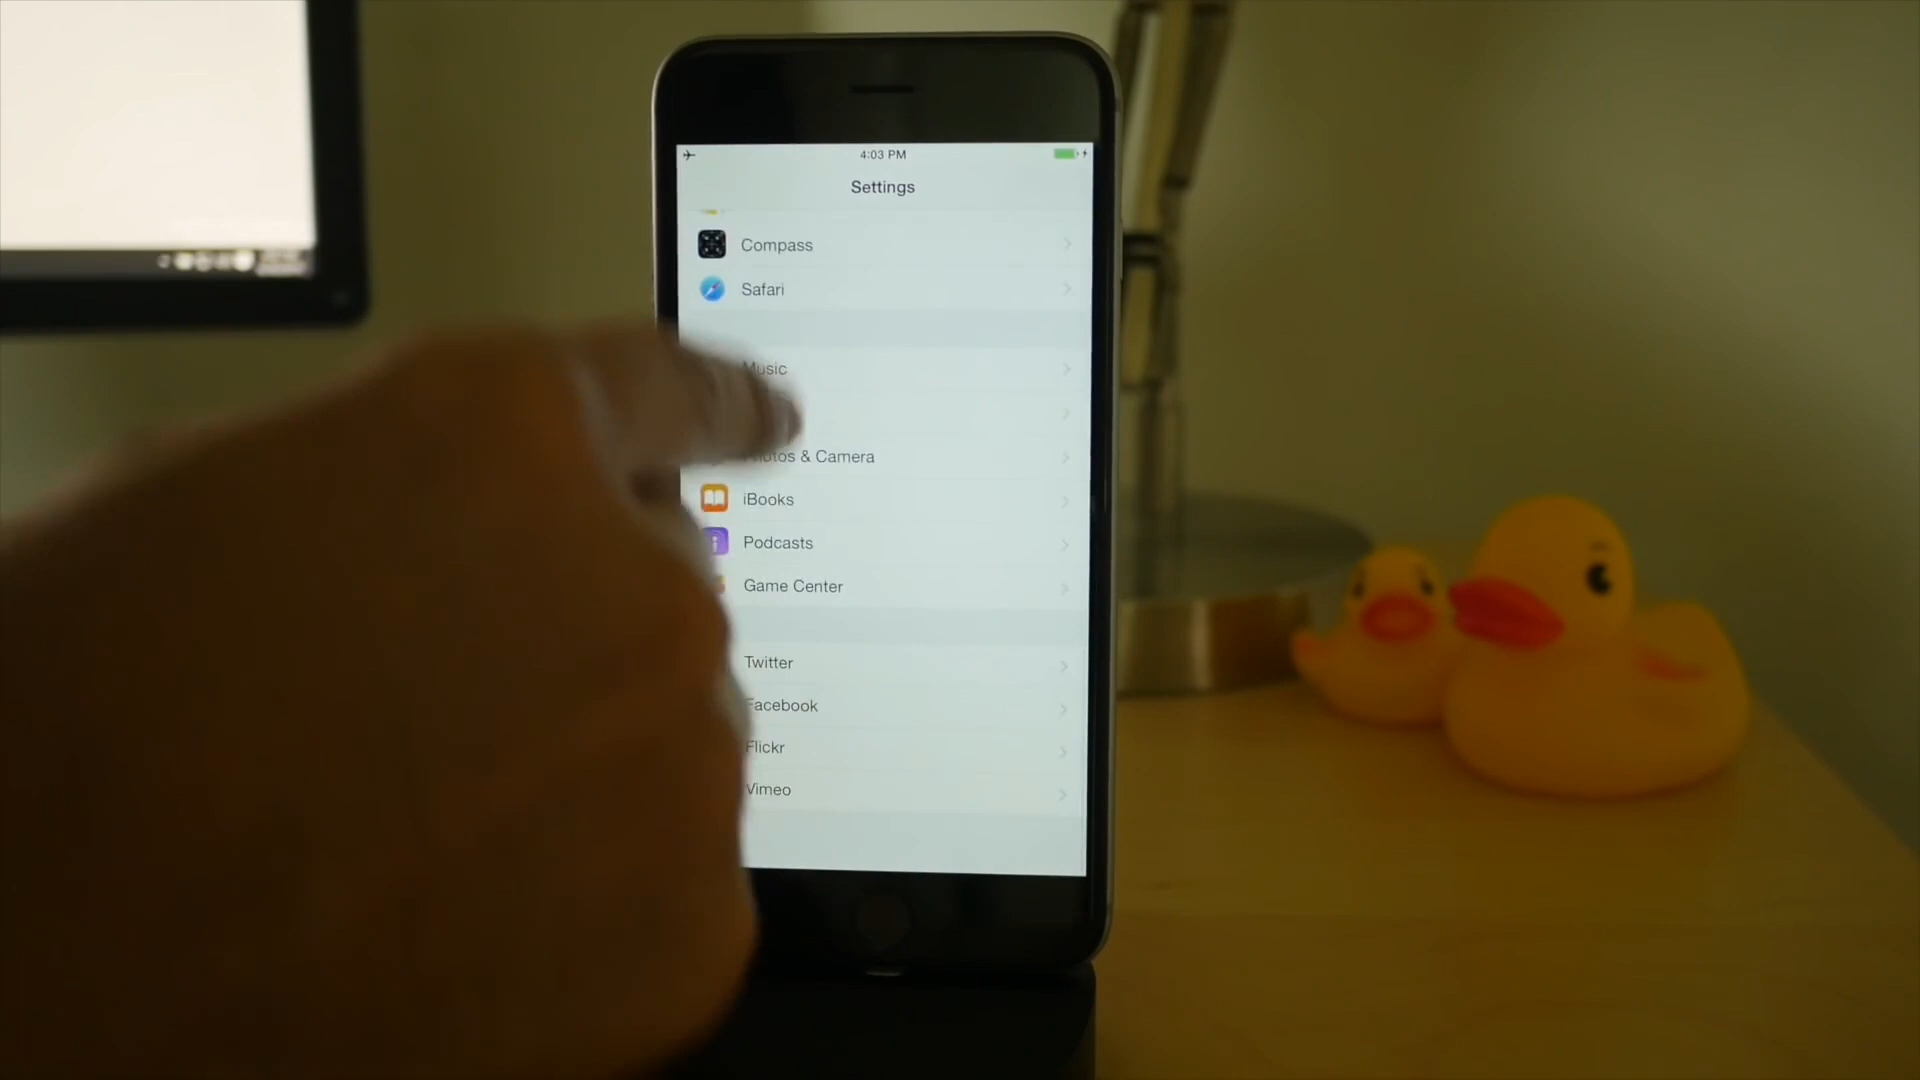 4:03 PM
Settings
Compass
Safari
Music
Photos & Camera
iBooks
Podcasts
Game Center
Twitter
Facebook
Flickr
Vimeo